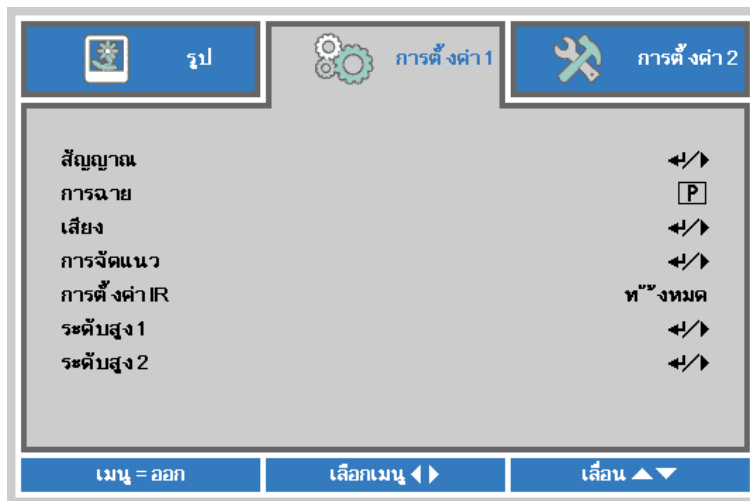 รูป
การตั้งค่า 1
การตั้งค่า 2
สัญญาณ
การฉาย P
เสียง
การจัดแนว
การตั้งค่า IR ทั้งหมด
ระดับสูง 1
ระดับสูง 2
เมนู = ออก
เลือกเมนู
เลื่อน